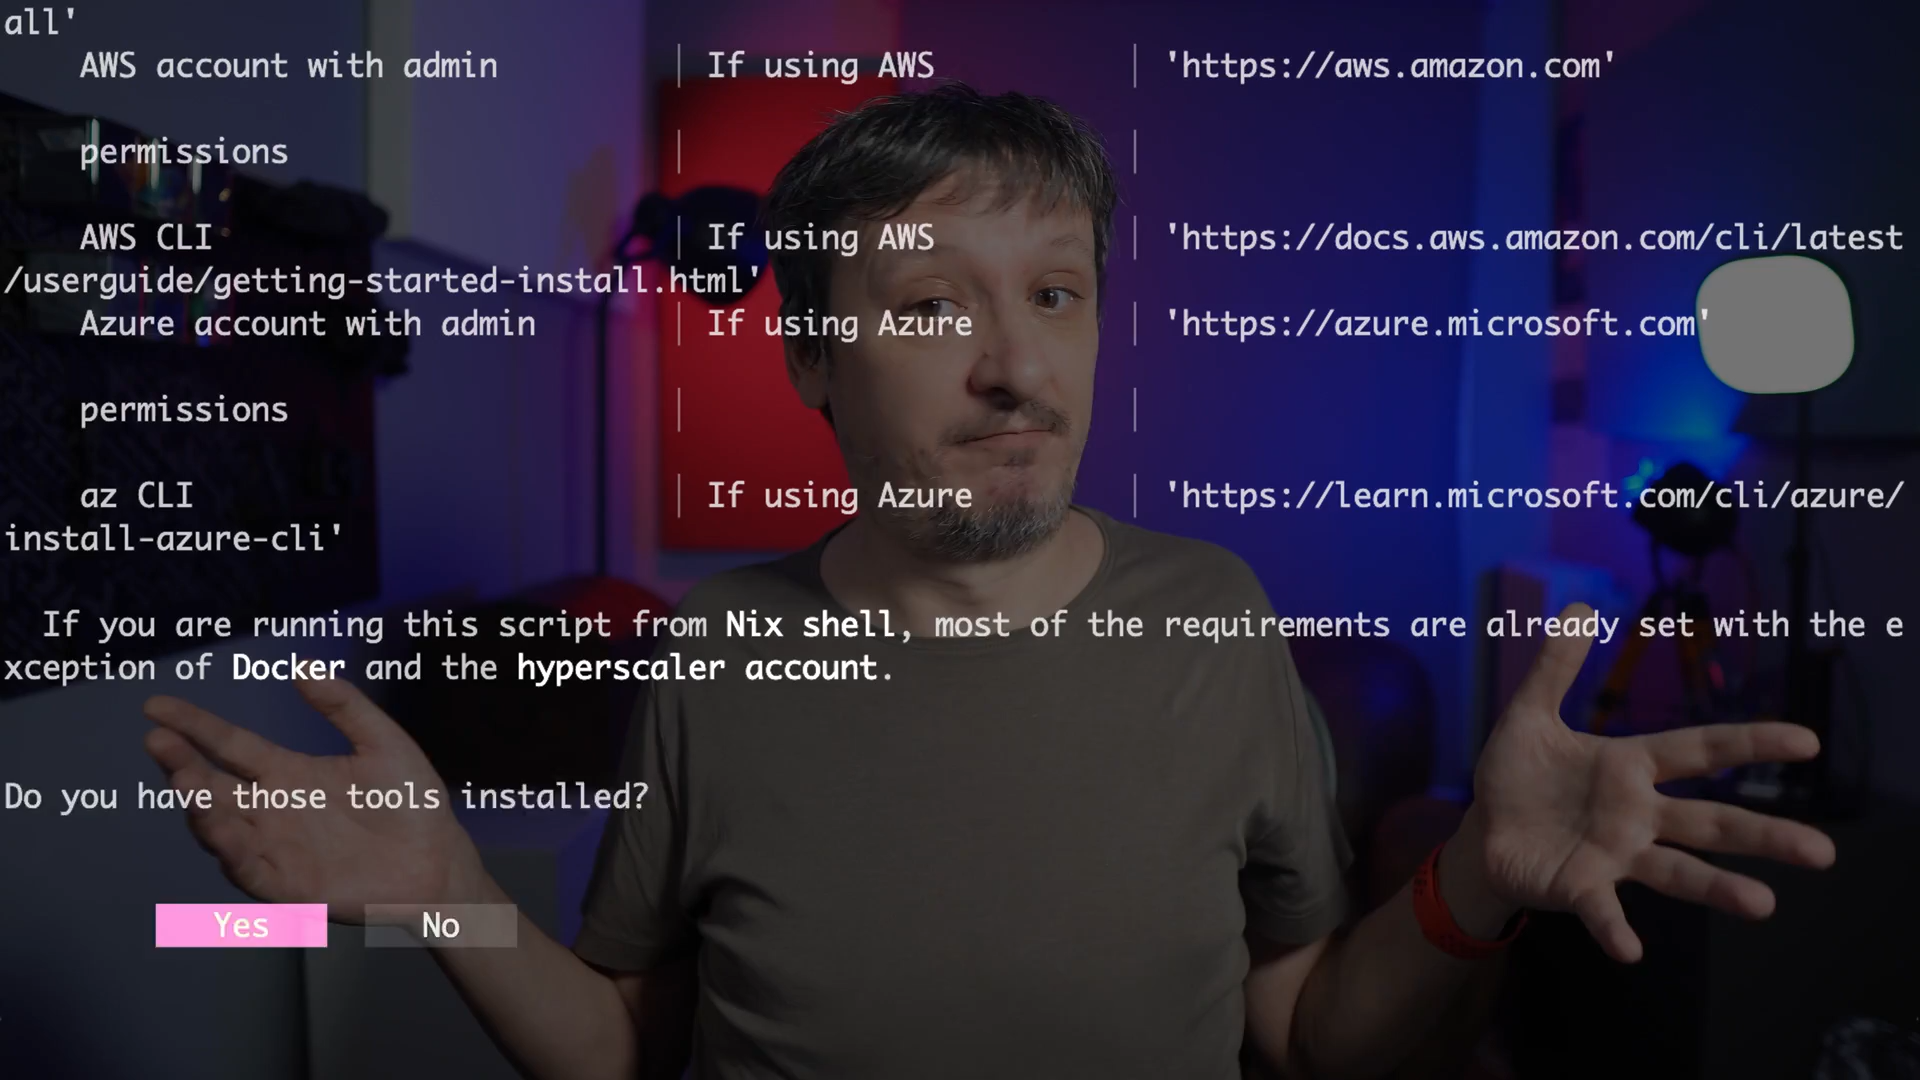 all'
AWS account with admin | If using AWS | 'https://aws.amazon.com'
permissions | |
AWS CLI | If using AWS | 'https://docs.aws.amazon.com/cli/latest
/userguide/getting-started-install.html'
Azure account with admin | If using Azure | 'https://azure.microsoft.com'
permissions | |
az CLI | If using Azure | 'https://learn.microsoft.com/cli/azure/
install-azure-cli'
If you are running this script from Nix shell, most of the requirements are already set with the e
xception of Docker and the hyperscaler account.
Do you have those tools installed?
Yes No